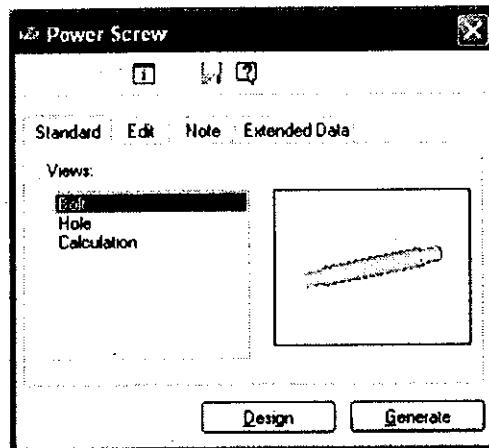 Power Screw
Standard
Edit
Note
Extended Data
Views:
Bolt
Hole
Calculation
Design
Generate